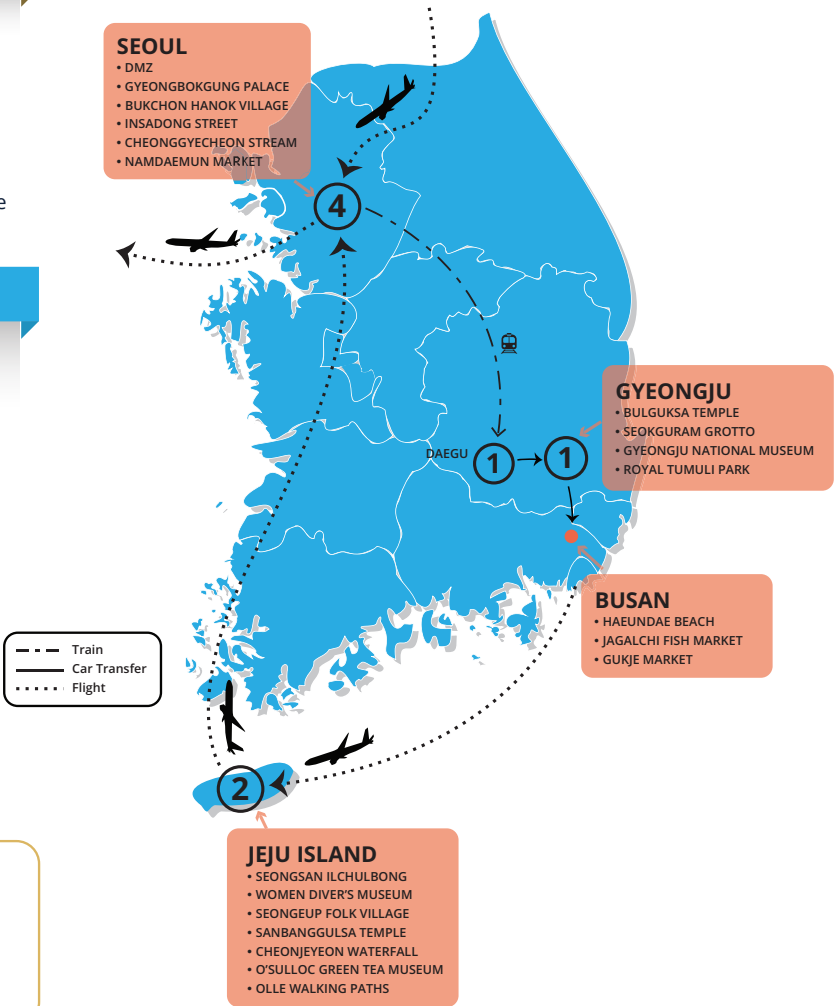 SEOUL
• DMZ
• GYEONGBOKGUNG PALACE
• BUKCHON HANOK VILLAGE
• INSADONG STREET
• CHEONGGYECHEON STREAM
• NAMDAEMUN MARKET
4
e
GYEONGJU
• BULGUKSA TEMPLE
• SEOKGURAM GROTTO
• GYEONGJU NATIONAL MUSEUM
• ROYAL TUMULI PARK
DAEGU
1
1
BUSAN
• HAEUNDAE BEACH
• JAGALCHI FISH MARKET
• GUKJE MARKET
Train
Car Transfer
Flight
2
JEJU ISLAND
• SEONGSAN ILCHULBONG
• WOMEN DIVER'S MUSEUM
• SEONGEUP FOLK VILLAGE
• SANBANGGULSA TEMPLE
• CHEONJEYEON WATERFALL
• O'SULLOC GREEN TEA MUSEUM
• OLLE WALKING PATHS